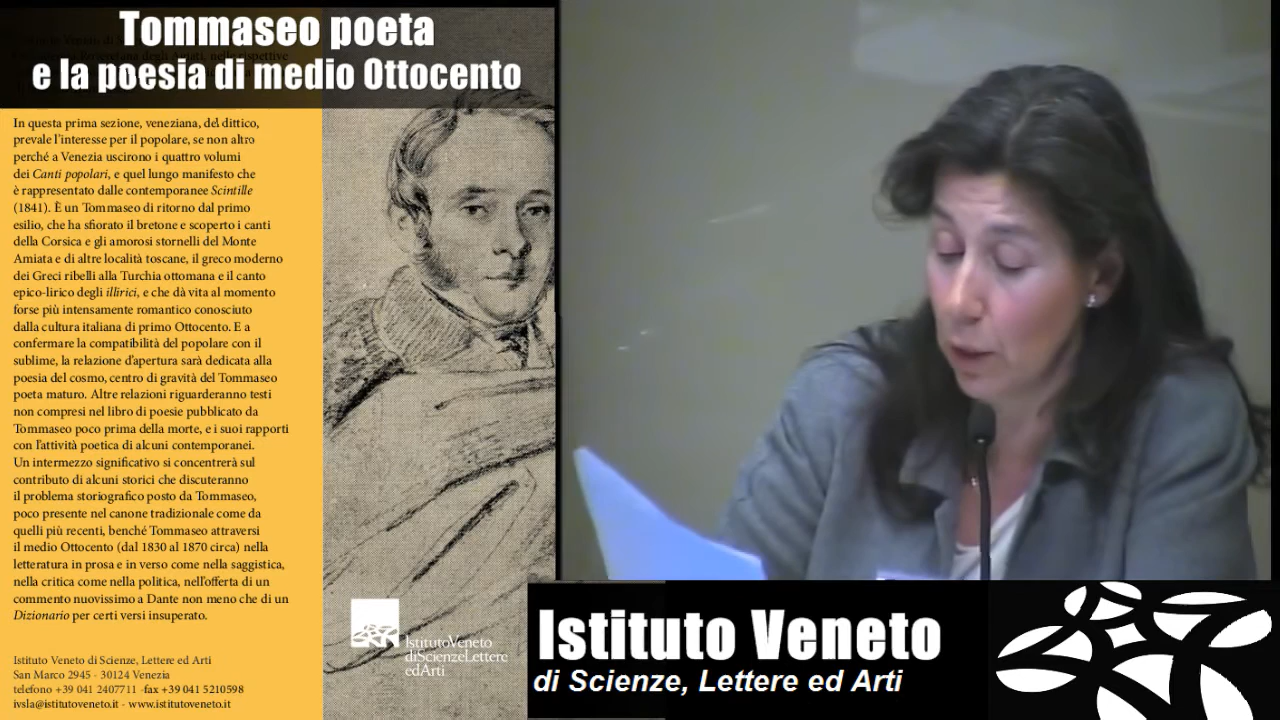 Tommaseo poeta
e la poesia di medio Ottocento
In questa prima sezione, veneziana, del dittico,
prevale l'interesse per il popolare, se non altro
perché a Venezia uscirono i quattro volumi
dei Canti popolari, e quel lungo manifesto che
è rappresentato dalle contemporanee Scintille
(1841). È un Tommaseo di ritorno dal primo
esilio, che ha sfiorato il bretone e scoperto i canti
della Corsica e gli amorosi stornelli del Monte
Amiata e di altre località toscane, il greco moderno
dei Greci ribelli alla Turchia ottomana e il canto
epico-lirico degli illirici, e che dà vita al momento
forse più intensamente romantico conosciuto
dalla cultura italiana di primo Ottocento. E a
confermare la compatibilità del popolare con il
sublime, la relazione d'apertura sarà dedicata alla
poesia del cosmo, centro di gravità del Tommaseo
poeta maturo. Altre relazioni riguarderanno testi
non compresi nel libro di poesie pubblicato da
Tommaseo poco prima della morte, e i suoi rapporti
con l'attività poetica di alcuni contemporanei.
Un intermezzo significativo si concentrerà sul
contributo di alcuni storici che discuteranno
il problema storiografico posto da Tommaseo,
poco presente nel canone tradizionale come da
quelli più recenti, benché Tommaseo attraversi
il medio Ottocento (dal 1830 al 1870 circa) nella
letteratura in prosa e in verso come nella saggistica,
nella critica come nella politica, nell'offerta di un
commento nuovissimo a Dante non meno che di un
Dizionario per certi versi insuperato.
Istituto Veneto di Scienze, Lettere ed Arti
San Marco 2945 - 30124 Venezia
telefono +39 041 2407711 -fax +39 041 5210598
ivsla@istitutoveneto.it - www.istitutoveneto.it
IstitutoVeneto
diScienzeLettere
edArti
Istituto Veneto
di Scienze, Lettere ed Arti